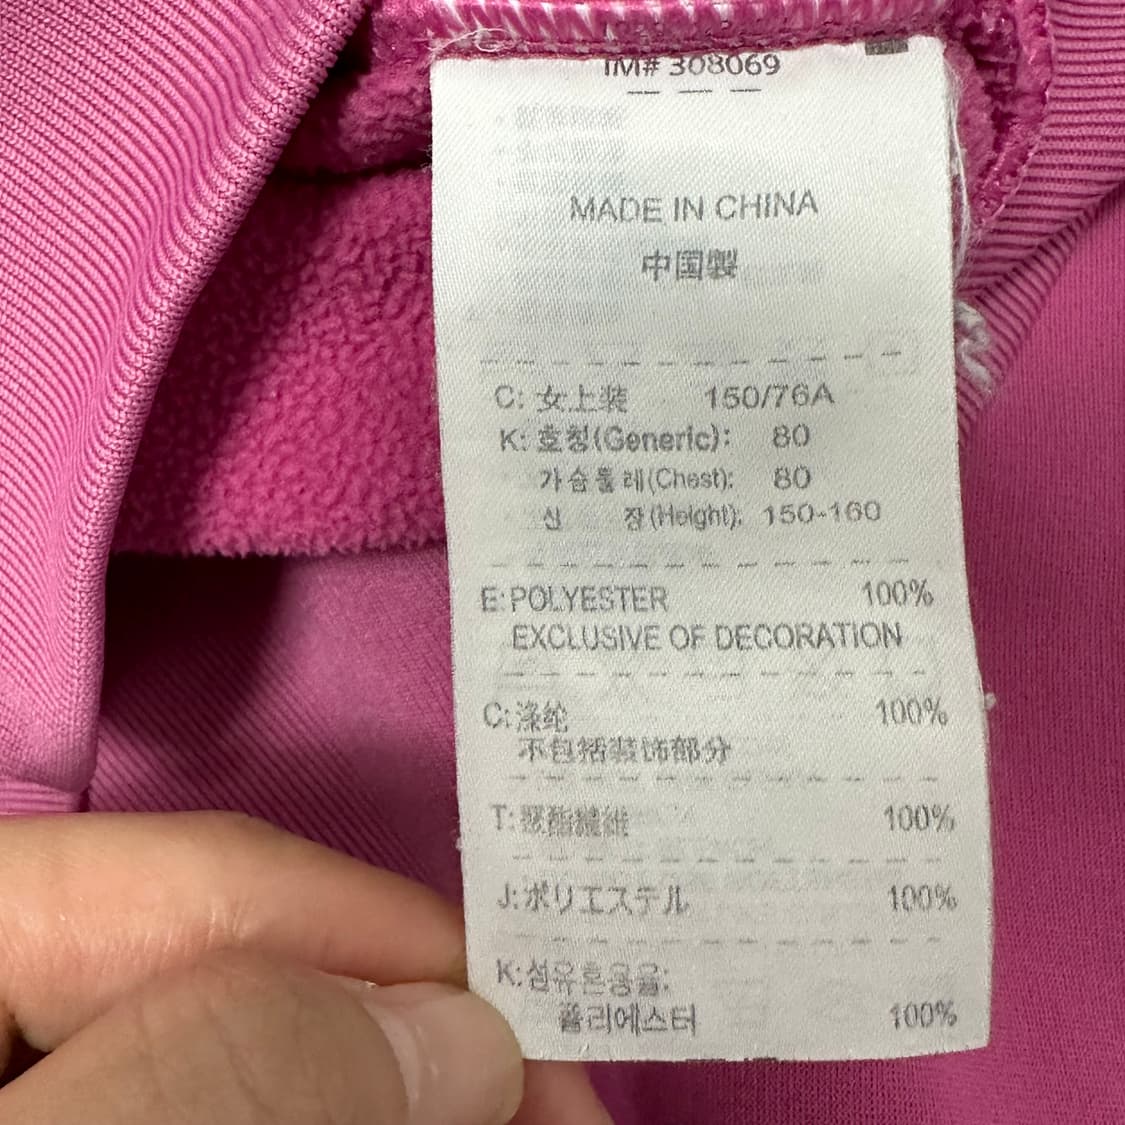 IM# 308069
MADE IN CHINA
中国製
C: 女上装 150/76A
K: 호칭(Generic): 80
가슴둘레(Chest): 80
신 장(Height): 150-160
E: POLYESTER 100%
EXCLUSIVE OF DECORATION
C: 涤纶 100%
不包括装饰部分
T: 聚酯纖維 100%
J: ポリエステル 100%
K: 섬유혼용율:
폴리에스터 100%